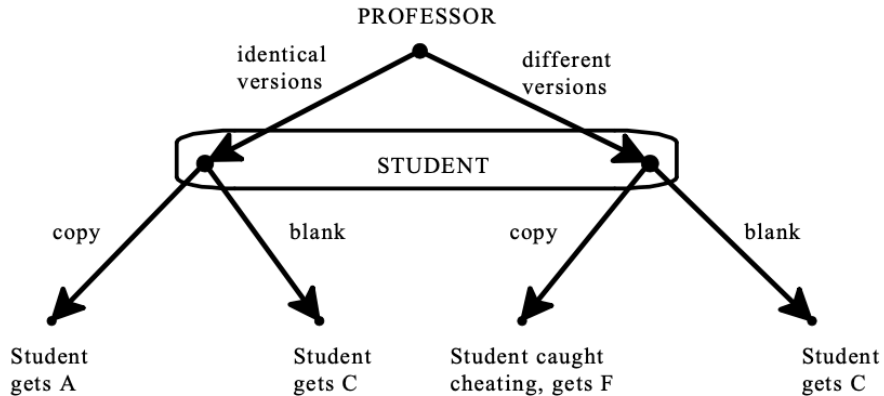 PROFESSOR
identical
versions
different
versions
STUDENT
copy
blank
copy
blank
Student
gets A
Student
gets C
Student caught
cheating, gets F
Student
gets C